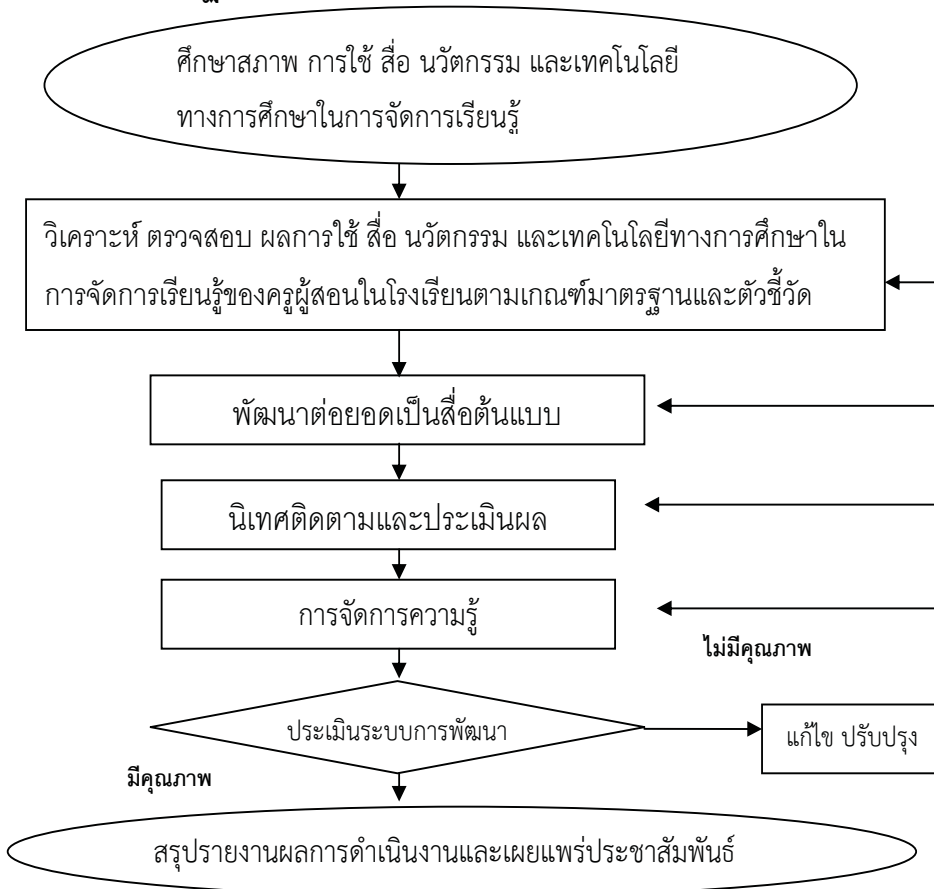 ศึกษาสภาพ การใช้ สื่อ นวัตกรรม และเทคโนโลยี
ทางการศึกษาในการจัดการเรียนรู้
วิเคราะห์ ตรวจสอบ ผลการใช้ สื่อ นวัตกรรม และเทคโนโลยีทางการศึกษาใน
การจัดการเรียนรู้ของครูผู้สอนในโรงเรียนตามเกณฑ์มาตรฐานและตัวชี้วัด
พัฒนาต่อยอดเป็นสื่อต้นแบบ
นิเทศติดตามและประเมินผล
การจัดการความรู้
ไม่มีคุณภาพ
ประเมินระบบการพัฒนา
แก้ไข ปรับปรุง
มีคุณภาพ
สรุปรายงานผลการดำเนินงานและเผยแพร่ประชาสัมพันธ์